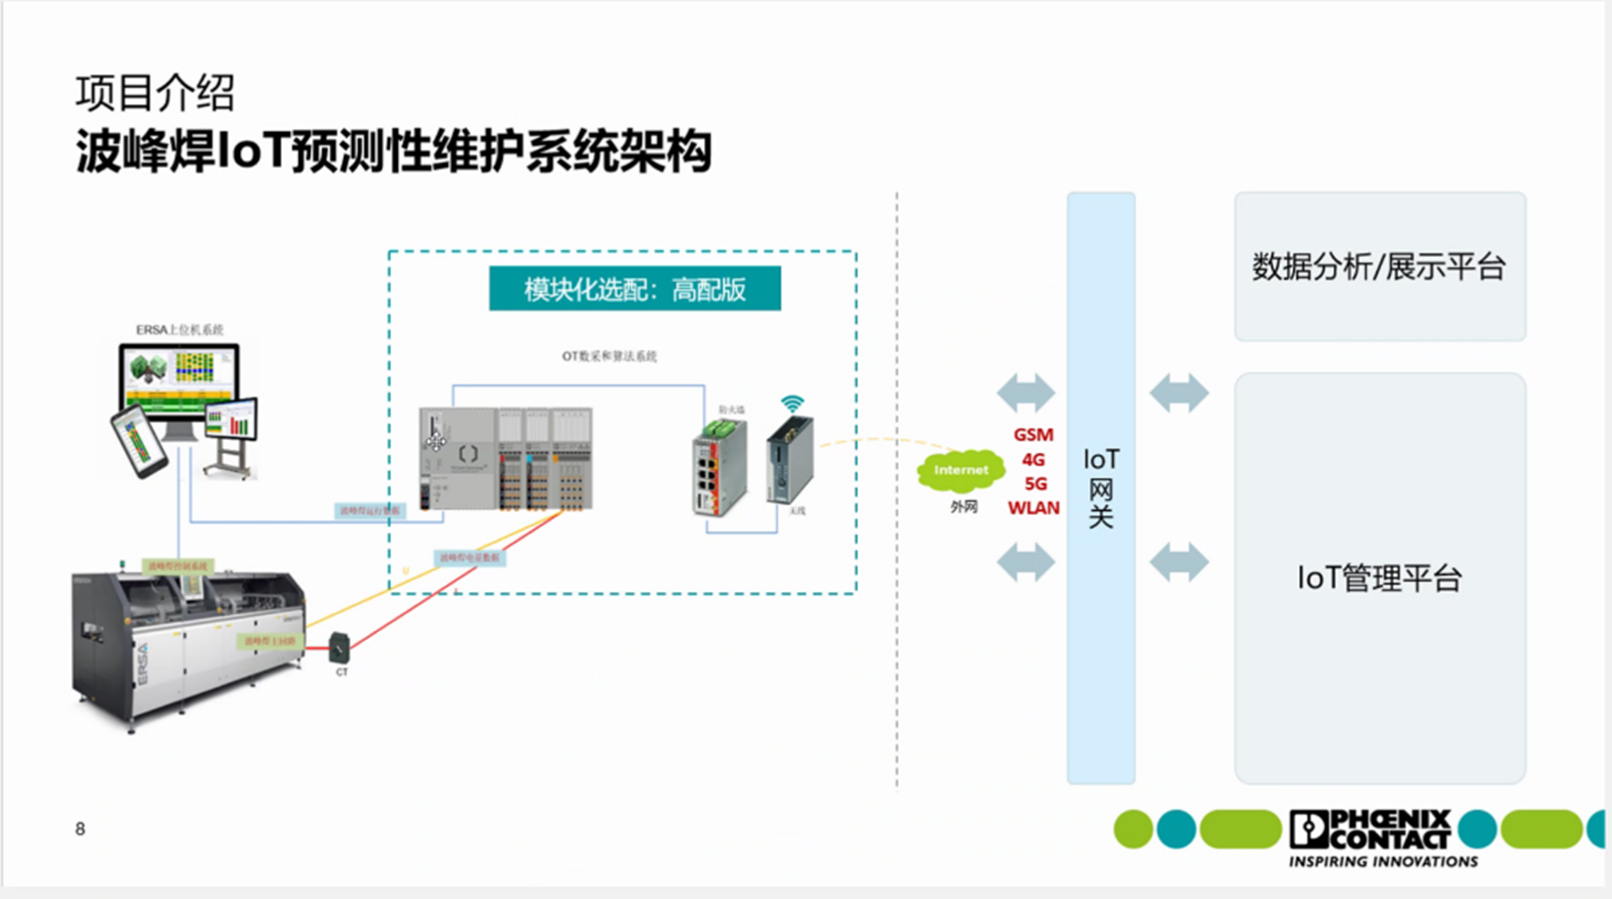 项目介绍
波峰焊IoT预测性维护系统架构
模块化选配：高配版
ERSA上位机系统
OT数采和算法系统
防火墙
无线
波峰焊运行数据
波峰焊电量数据
U
波峰焊控制系统
波峰焊主回路
ERSA
CT
Internet
外网
GSM
4G
5G
WLAN
IoT
网
关
数据分析/展示平台
IoT管理平台
8
PHŒNIX
CONTACT
INSPIRING INNOVATIONS